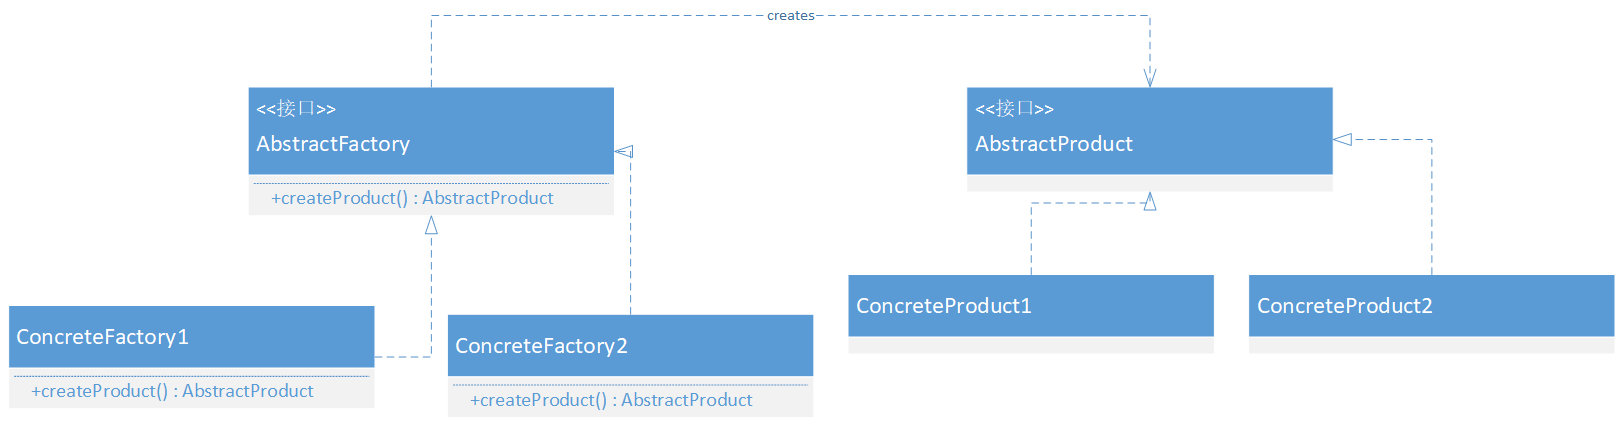 creates
<<接口>>
AbstractFactory
+createProduct() : AbstractProduct
<<接口>>
AbstractProduct
ConcreteFactory1
+createProduct() : AbstractProduct
ConcreteFactory2
+createProduct() : AbstractProduct
ConcreteProduct1
ConcreteProduct2